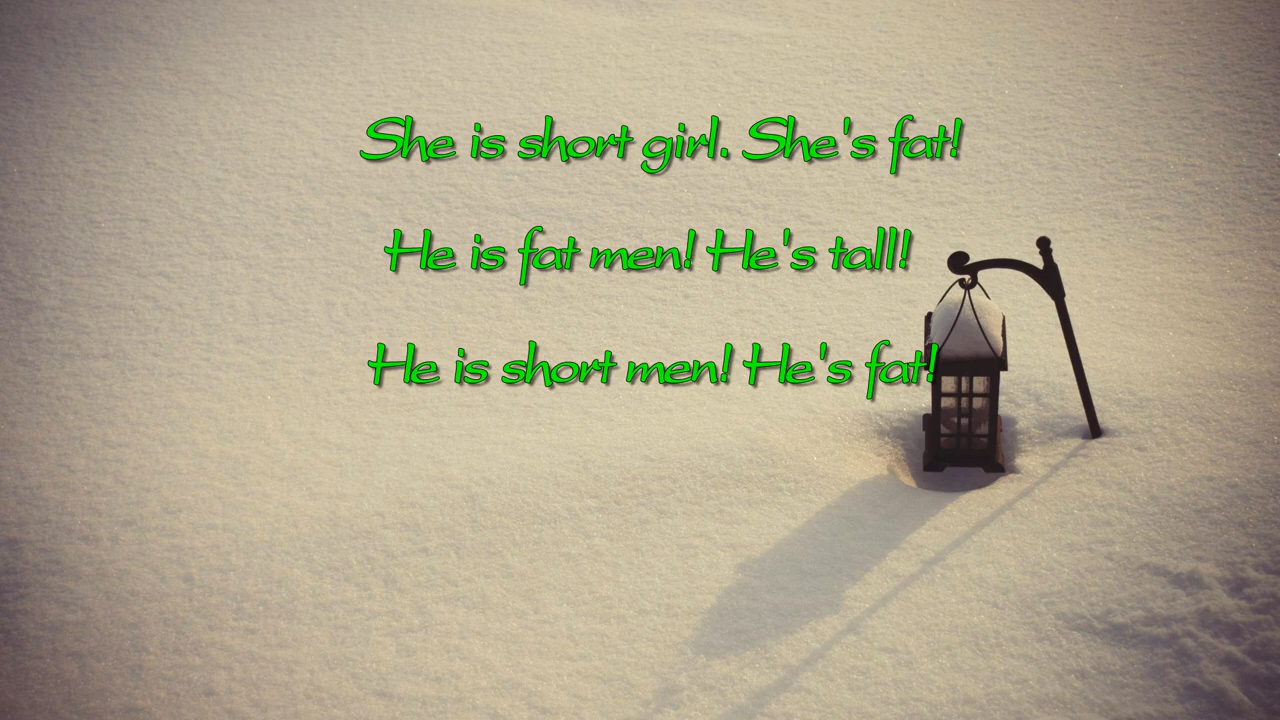 She is short girl. She's fat!
He is fat men! He's tall!
He is short men! He's fat!